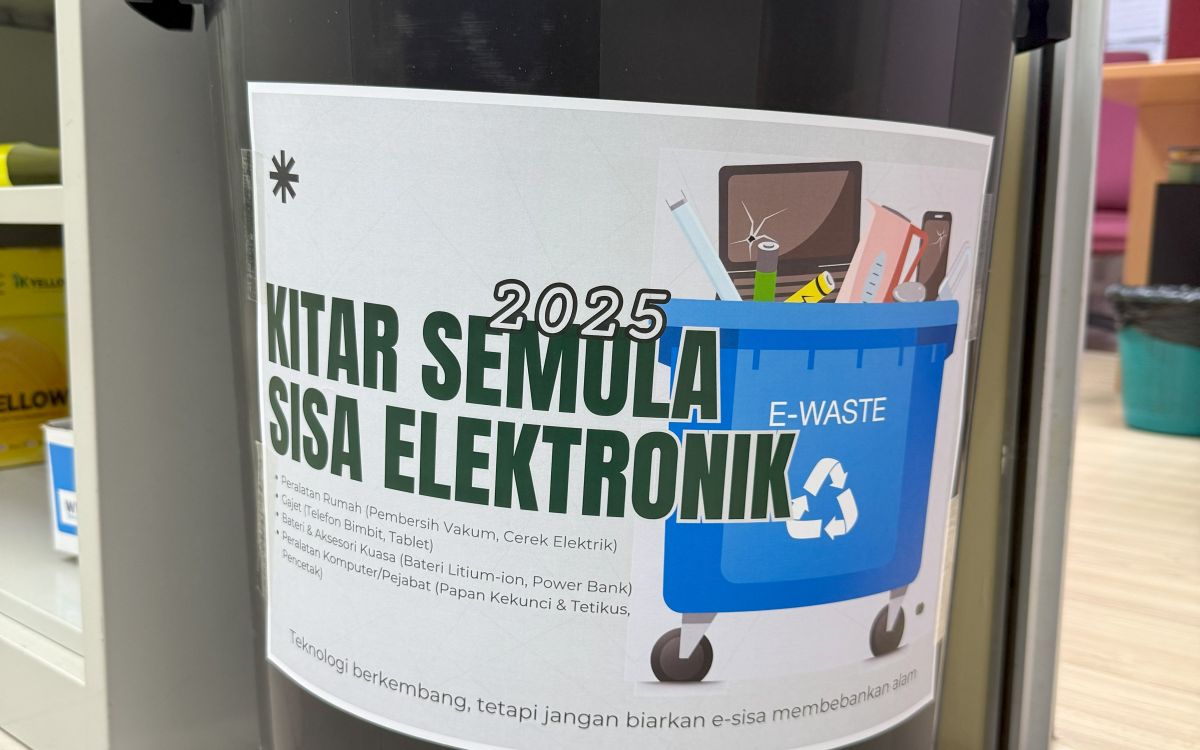 2025
KITAR SEMULA
SISA ELEKTRONIK
• Peralatan Rumah (Pembersih Vakum, Cerek Elektrik)
• Gajet (Telefon Bimbit, Tablet)
• Bateri & Aksesori Kuasa (Bateri Litium-ion, Power Bank)
• Peralatan Komputer/Pejabat (Papan Kekunci & Tetikus,
Pencetak)
Teknologi berkembang, tetapi jangan biarkan e-sisa membebankan alam
E-WASTE